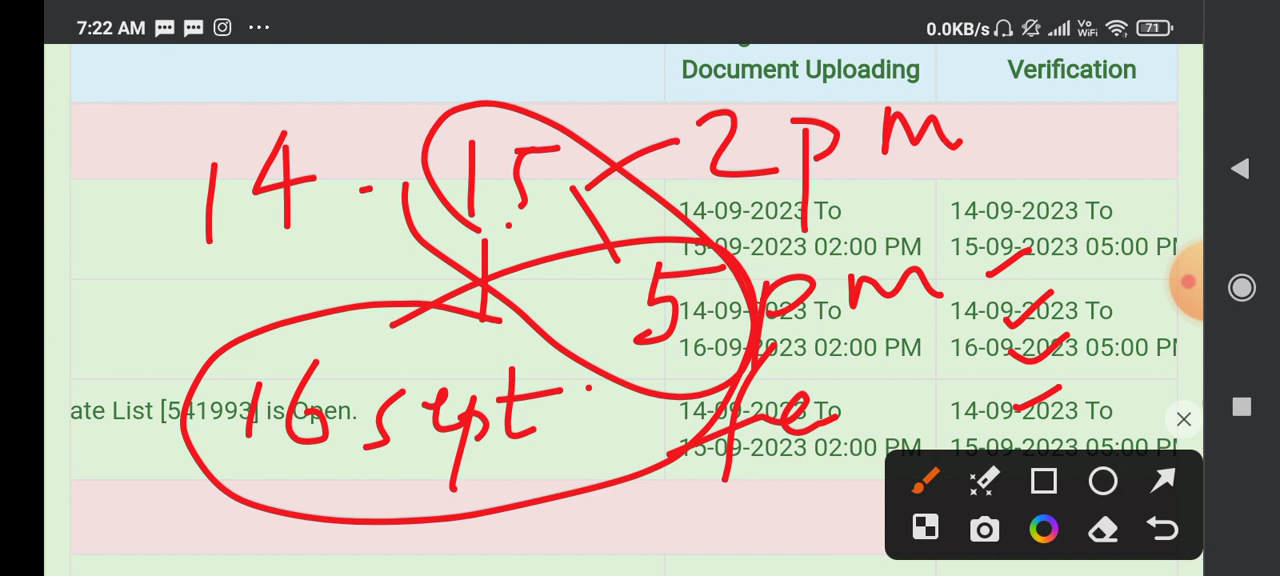 7:22 AM
0.0KB/s
Vo WiFi
71
Document Uploading
Verification
14 - 15
2pm
14-09-2023 To
15-09-2023 02:00 PM
14-09-2023 To
15-09-2023 05:00 PM
5pm
14-09-2023 To
16-09-2023 02:00 PM
14-09-2023 To
16-09-2023 05:00 PM
16 sept
ate List [541993] is Open.
14-09-2023 To
15-09-2023 02:00 PM
14-09-2023 To
15-09-2023 05:00 PM